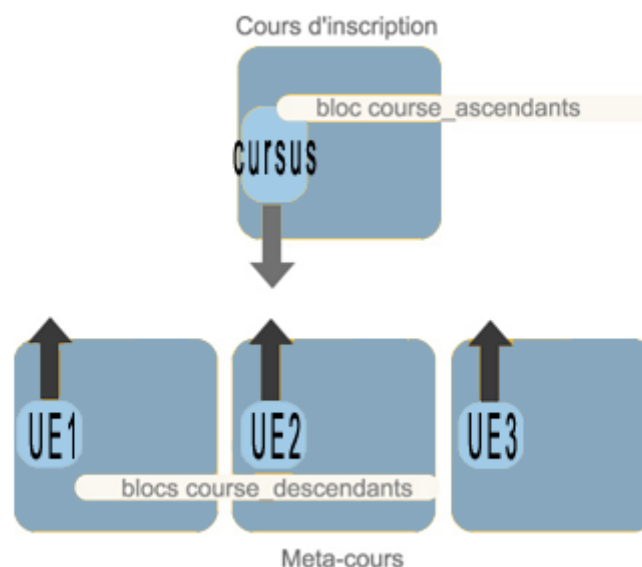 Cours d'inscription
bloc course_ascendants
cursus
UE1
UE2
UE3
blocs course_descendants
Meta-cours